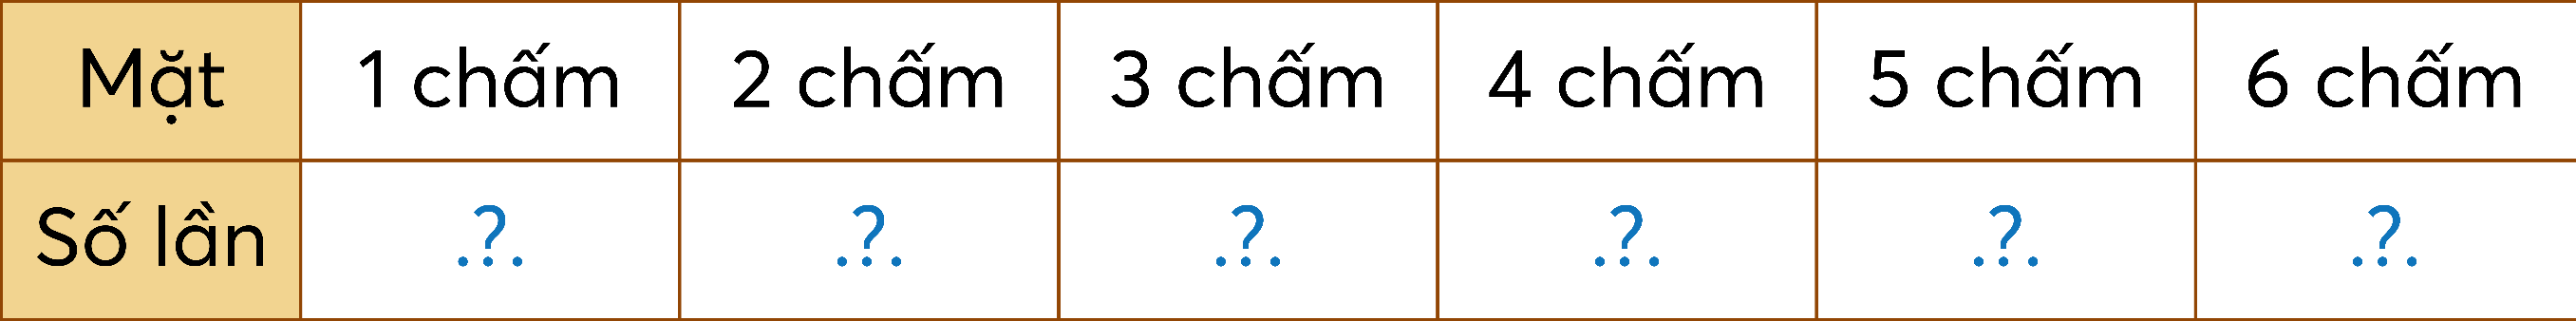 Mặt 1 chấm 2 chấm 3 chấm 4 chấm 5 chấm 6 chấm
Số lần .?. .?. .?. .?. .?. .?.